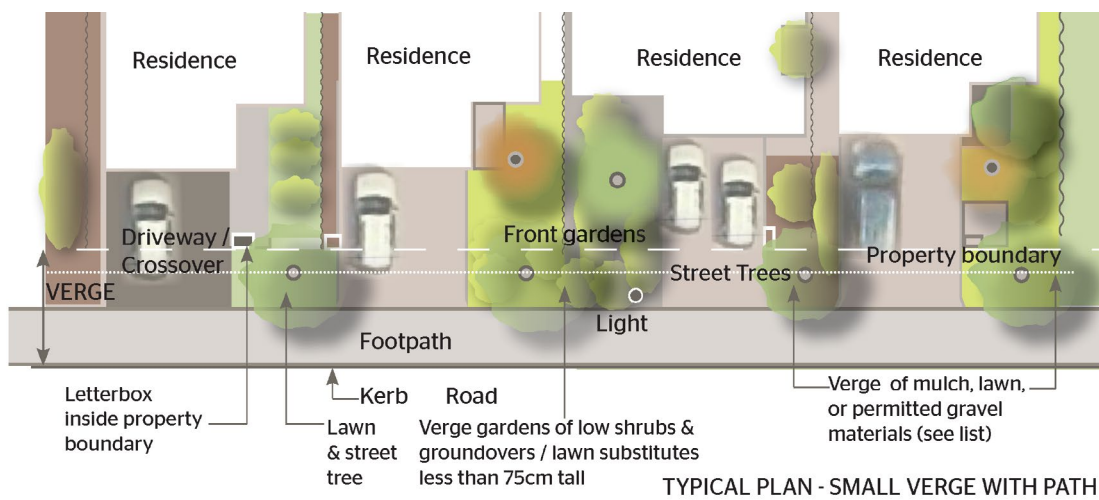 Residence
Residence
Residence
Residence
Driveway /
Crossover
Front gardens
Property boundary
Street Trees
VERGE
Light
Footpath
Kerb
Road
Letterbox
inside property
boundary
Lawn
& street
tree
Verge gardens of low shrubs &
groundovers / lawn substitutes
less than 75cm tall
Verge of mulch, lawn,
or permitted gravel
materials (see list)
TYPICAL PLAN - SMALL VERGE WITH PATH